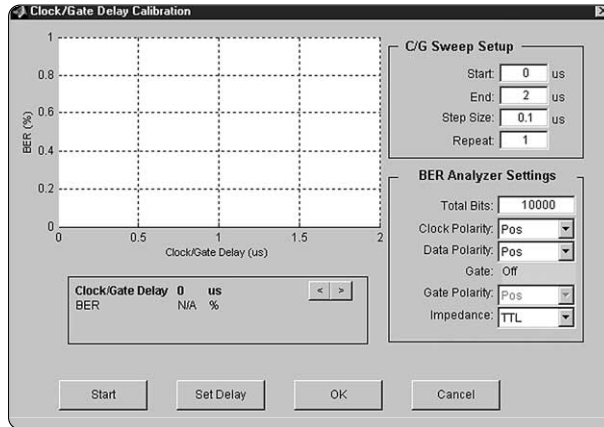 Clock/Gate Delay Calibration
1
0.8
0.6
0.4
0.2
0
BER (%)
0 0.5 1 1.5 2
Clock/Gate Delay (us)
Clock/Gate Delay 0 us
BER N/A %
< >
C/G Sweep Setup
Start: 0 us
End: 2 us
Step Size: 0.1 us
Repeat: 1
BER Analyzer Settings
Total Bits: 10000
Clock Polarity: Pos
Data Polarity: Pos
Gate: Off
Gate Polarity: Pos
Impedance: TTL
Start Set Delay OK Cancel